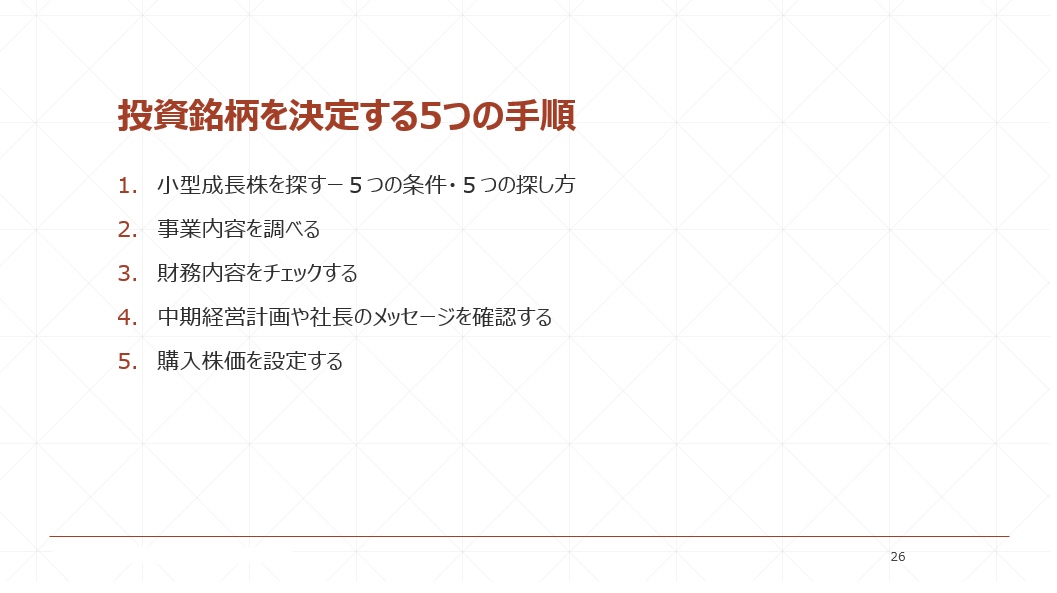 投資銘柄を決定する5つの手順
1. 小型成長株を探す－５つの条件・５つの探し方
2. 事業内容を調べる
3. 財務内容をチェックする
4. 中期経営計画や社長のメッセージを確認する
5. 購入株価を設定する
26